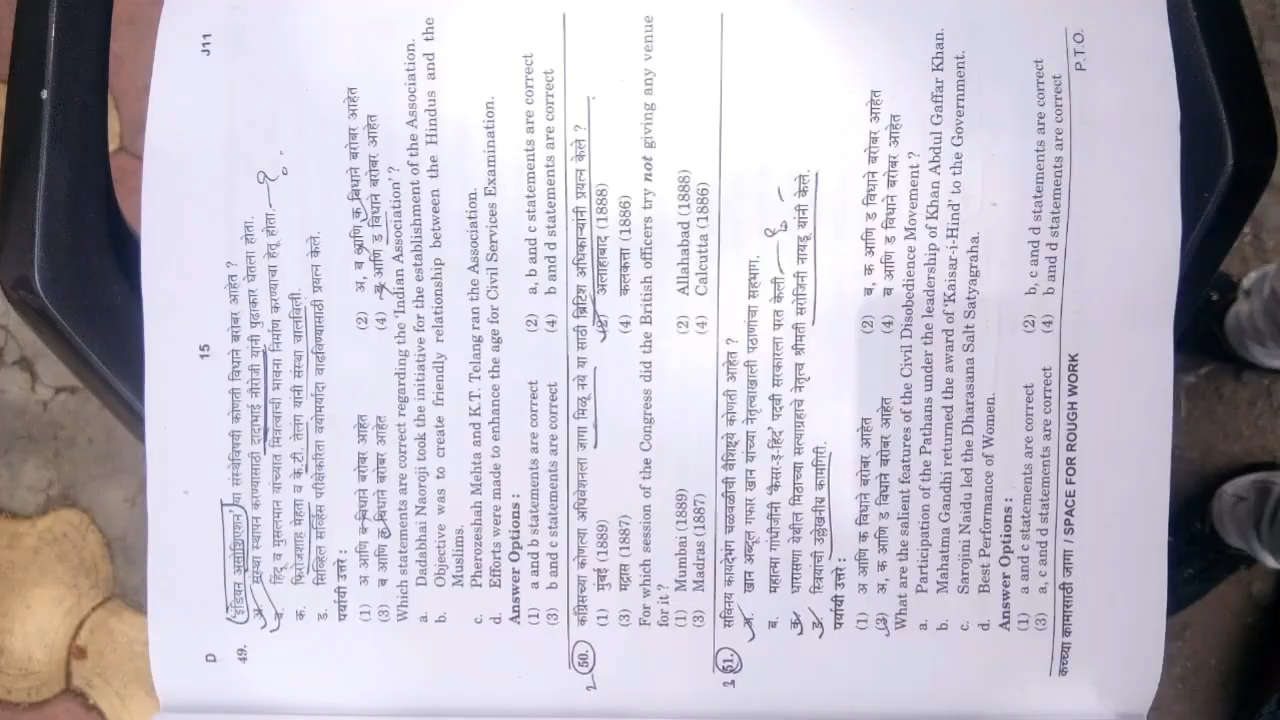 D 15 J11
49. 'इंडियन असोशिएशन' या संस्थेविषयी कोणती विधाने बरोबर आहेत ?
अ. संस्था स्थापन करण्यासाठी दादाभाई नौरोजी यांनी पुढाकार घेतला होता.
ब. हिंदू व मुसलमान यांच्यात मित्रत्वाची भावना निर्माण करण्याचा हेतू होता.
क. फिरोजशहा मेहता व के.टी. तेलंग यांनी संस्था चालविली.
ड. सिव्हिल सर्व्हिस परीक्षेकरिता वयोमर्यादा वाढविण्यासाठी प्रयत्न केले.
पर्यायी उत्तरे :
(1) अ आणि ब विधाने बरोबर आहेत (2) अ, ब आणि क विधाने बरोबर आहेत
(3) ब आणि क विधाने बरोबर आहेत (4) ब आणि ड विधाने बरोबर आहेत
Which statements are correct regarding the 'Indian Association' ?
a. Dadabhai Naoroji took the initiative for the establishment of the Association.
b. Objective was to create friendly relationship between the Hindus and the
Muslims.
c. Pherozeshah Mehta and K.T. Telang ran the Association.
d. Efforts were made to enhance the age for Civil Services Examination.
Answer Options :
(1) a and b statements are correct (2) a, b and c statements are correct
(3) b and c statements are correct (4) b and d statements are correct
2 50. काँग्रेसच्या कोणत्या अधिवेशनाला जागा मिळू नये या साठी ब्रिटिश अधिकाऱ्यांनी प्रयत्न केले ?
(1) मुंबई (1889) (2) अलाहाबाद (1888)
(3) मद्रास (1887) (4) कलकत्ता (1886)
For which session of the Congress did the British officers try not giving any venue
for it ?
(1) Mumbai (1889) (2) Allahabad (1888)
(3) Madras (1887) (4) Calcutta (1886)
3 51. सविनय कायदेभंग चळवळीची वैशिष्ट्ये कोणती आहेत ?
अ. खान अब्दूल गफार खान यांच्या नेतृत्वाखाली पठाणांचा सहभाग.
ब. महात्मा गांधीजींनी 'कैसर-इ-हिंद' पदवी सरकारला परत केली.
क. धारासणा येथील मिठाच्या सत्याग्रहाचे नेतृत्व श्रीमती सरोजिनी नायडू यांनी केले.
ड. स्त्रियांची उल्लेखनीय कामगिरी.
पर्यायी उत्तरे :
(1) अ आणि क विधाने बरोबर आहेत (2) ब, क आणि ड विधाने बरोबर आहेत
(3) अ, क आणि ड विधाने बरोबर आहेत (4) ब आणि ड विधाने बरोबर आहेत
What are the salient features of the Civil Disobedience Movement ?
a. Participation of the Pathans under the leadership of Khan Abdul Gaffar Khan.
b. Mahatma Gandhi returned the award of 'Kaisar-i-Hind' to the Government.
c. Sarojini Naidu led the Dharasana Salt Satyagraha.
d. Best Performance of Women.
Answer Options :
(1) a and c statements are correct (2) b, c and d statements are correct
(3) a, c and d statements are correct (4) b and d statements are correct
कच्च्या कामासाठी जागा / SPACE FOR ROUGH WORK P.T.O.